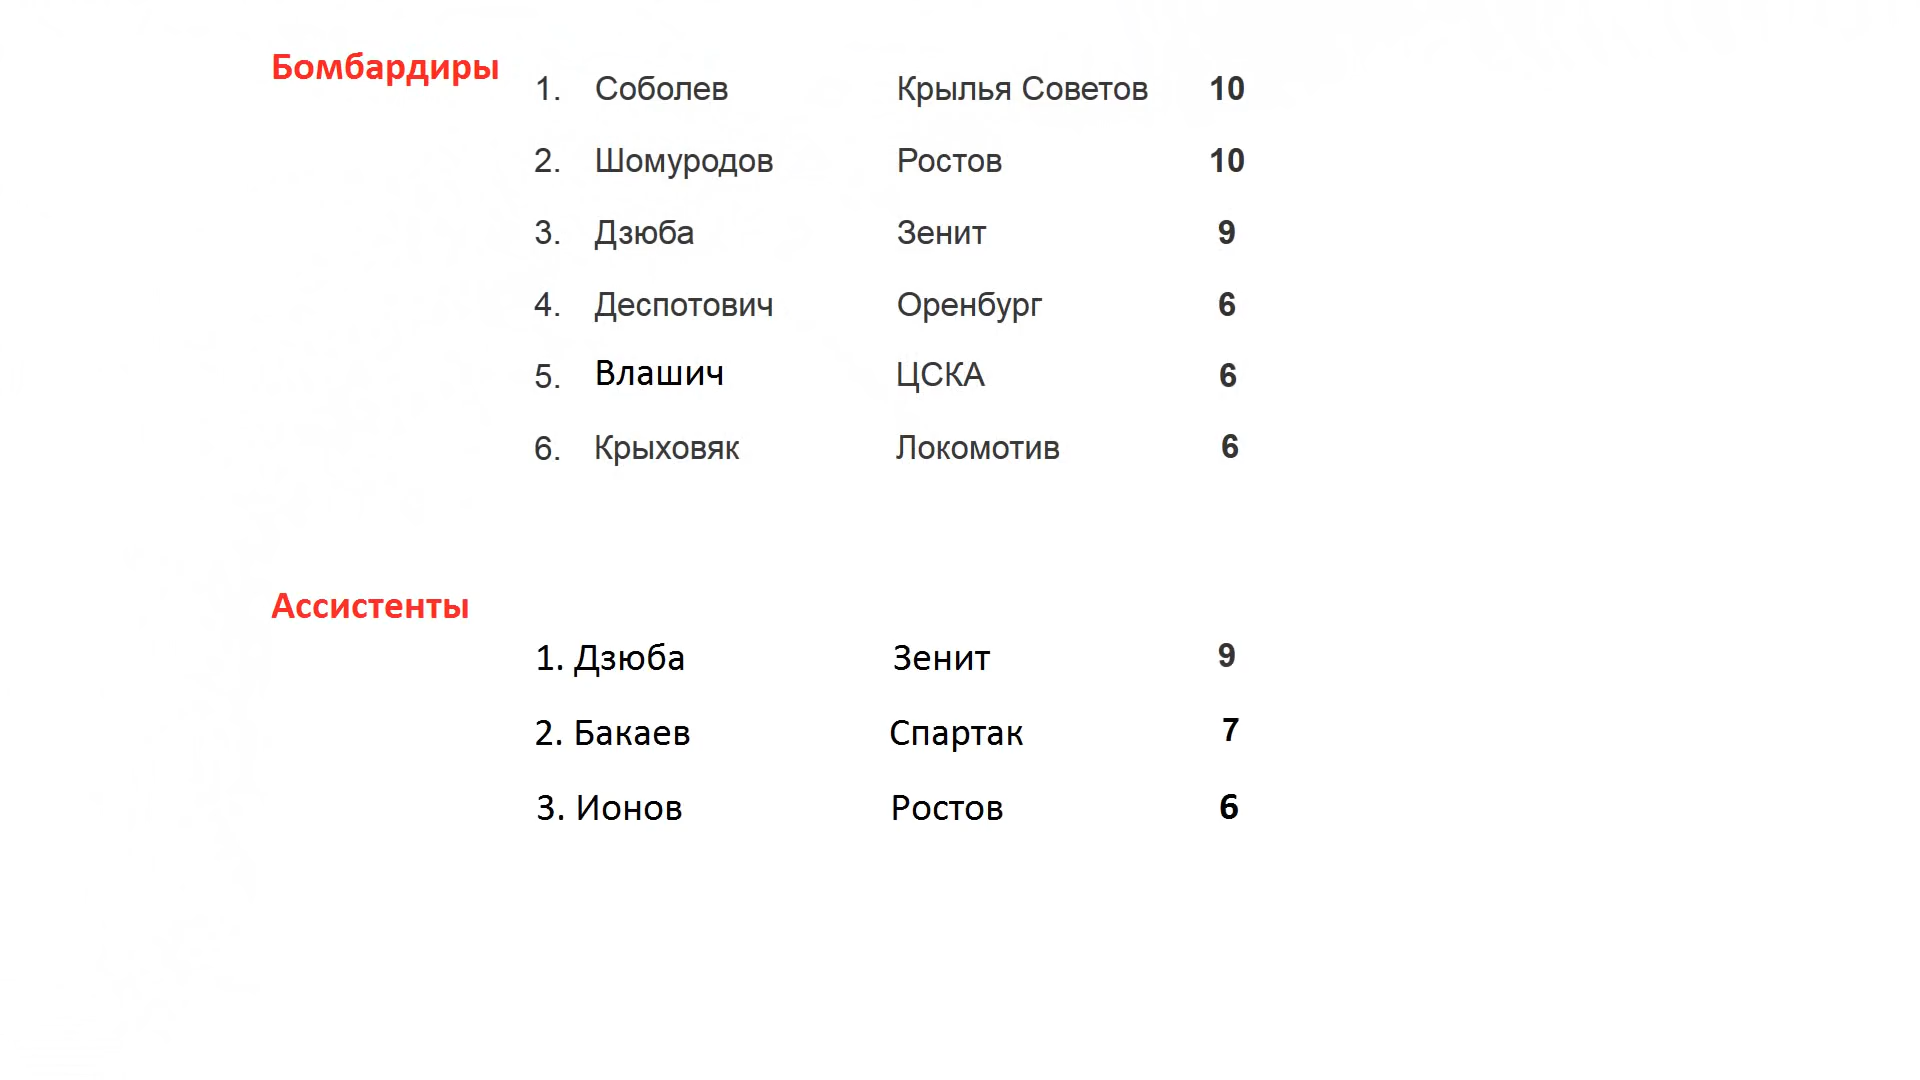 Бомбардиры
1. Соболев Крылья Советов 10
2. Шомуродов Ростов 10
3. Дзюба Зенит 9
4. Деспотович Оренбург 6
5. Влашич ЦСКА 6
6. Крыховяк Локомотив 6
Ассистенты
1. Дзюба Зенит 9
2. Бакаев Спартак 7
3. Ионов Ростов 6